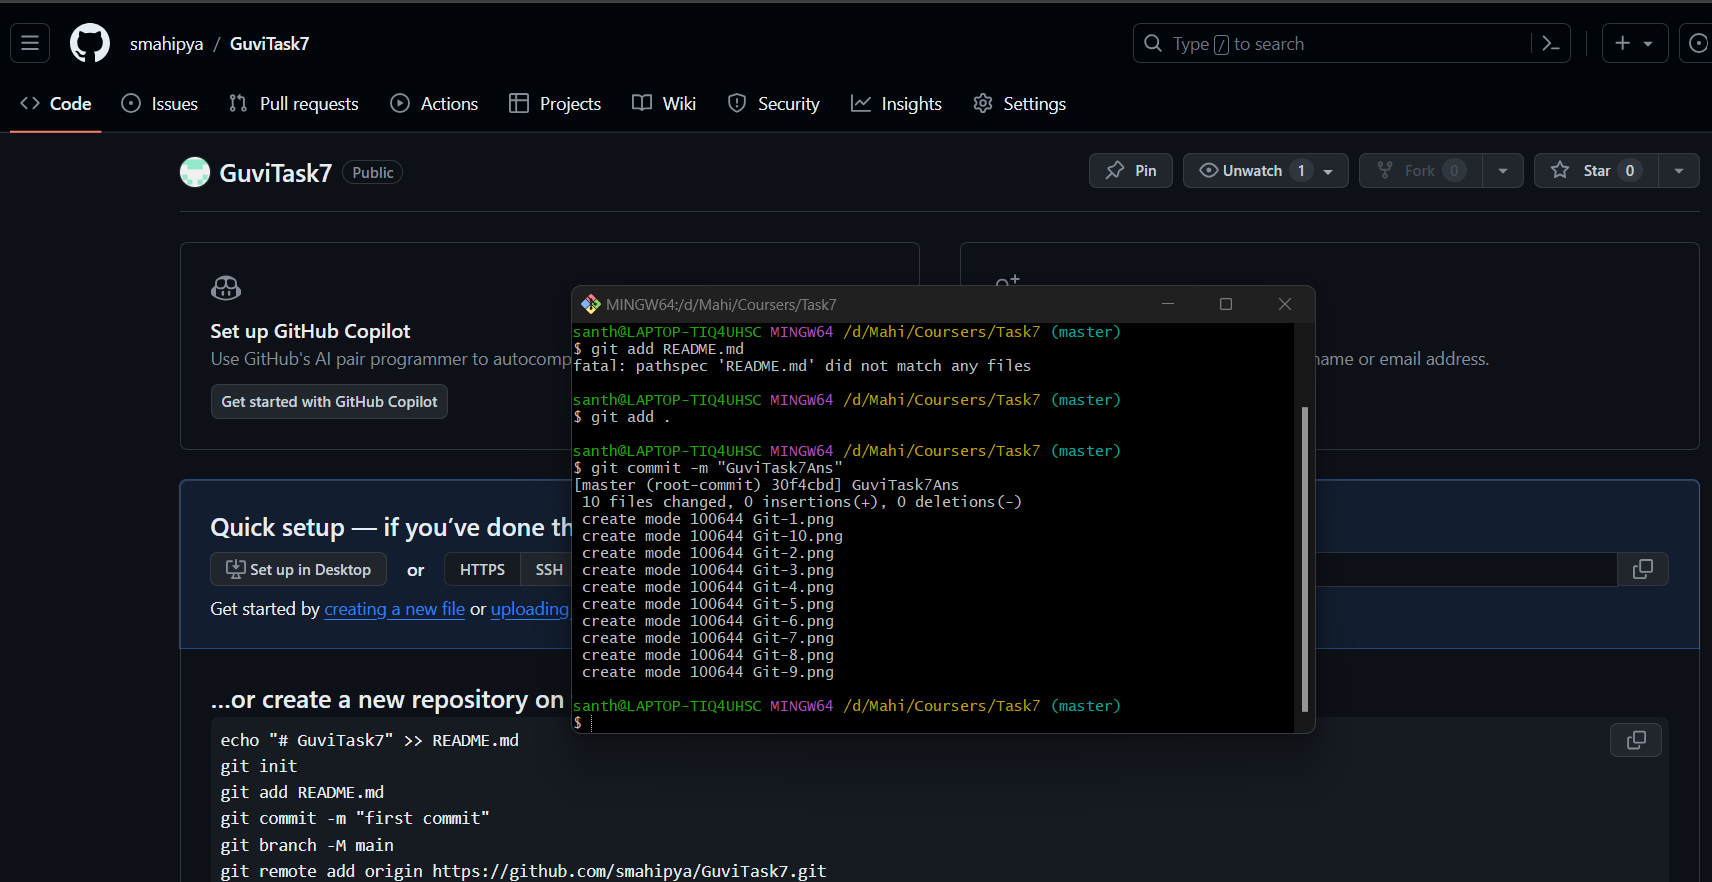 smahipya / GuviTask7
Type / to search
Code Issues Pull requests Actions Projects Wiki Security Insights Settings
GuviTask7 Public
Pin Unwatch 1 Fork 0 Star 0
Set up GitHub Copilot
Use GitHub's AI pair programmer to autocomp
name or email address.
Get started with GitHub Copilot
Quick setup — if you've done th
Set up in Desktop or HTTPS SSH
Get started by creating a new file or uploading
...or create a new repository on
echo "# GuviTask7" >> README.md
git init
git add README.md
git commit -m "first commit"
git branch -M main
git remote add origin https://github.com/smahipya/GuviTask7.git
MINGW64:/d/Mahi/Coursers/Task7
santh@LAPTOP-TIQ4UHSC MINGW64 /d/Mahi/Coursers/Task7 (master)
$ git add README.md
fatal: pathspec 'README.md' did not match any files
santh@LAPTOP-TIQ4UHSC MINGW64 /d/Mahi/Coursers/Task7 (master)
$ git add .
santh@LAPTOP-TIQ4UHSC MINGW64 /d/Mahi/Coursers/Task7 (master)
$ git commit -m "GuviTask7Ans"
[master (root-commit) 30f4cbd] GuviTask7Ans
10 files changed, 0 insertions(+), 0 deletions(-)
create mode 100644 Git-1.png
create mode 100644 Git-10.png
create mode 100644 Git-2.png
create mode 100644 Git-3.png
create mode 100644 Git-4.png
create mode 100644 Git-5.png
create mode 100644 Git-6.png
create mode 100644 Git-7.png
create mode 100644 Git-8.png
create mode 100644 Git-9.png
santh@LAPTOP-TIQ4UHSC MINGW64 /d/Mahi/Coursers/Task7 (master)
$